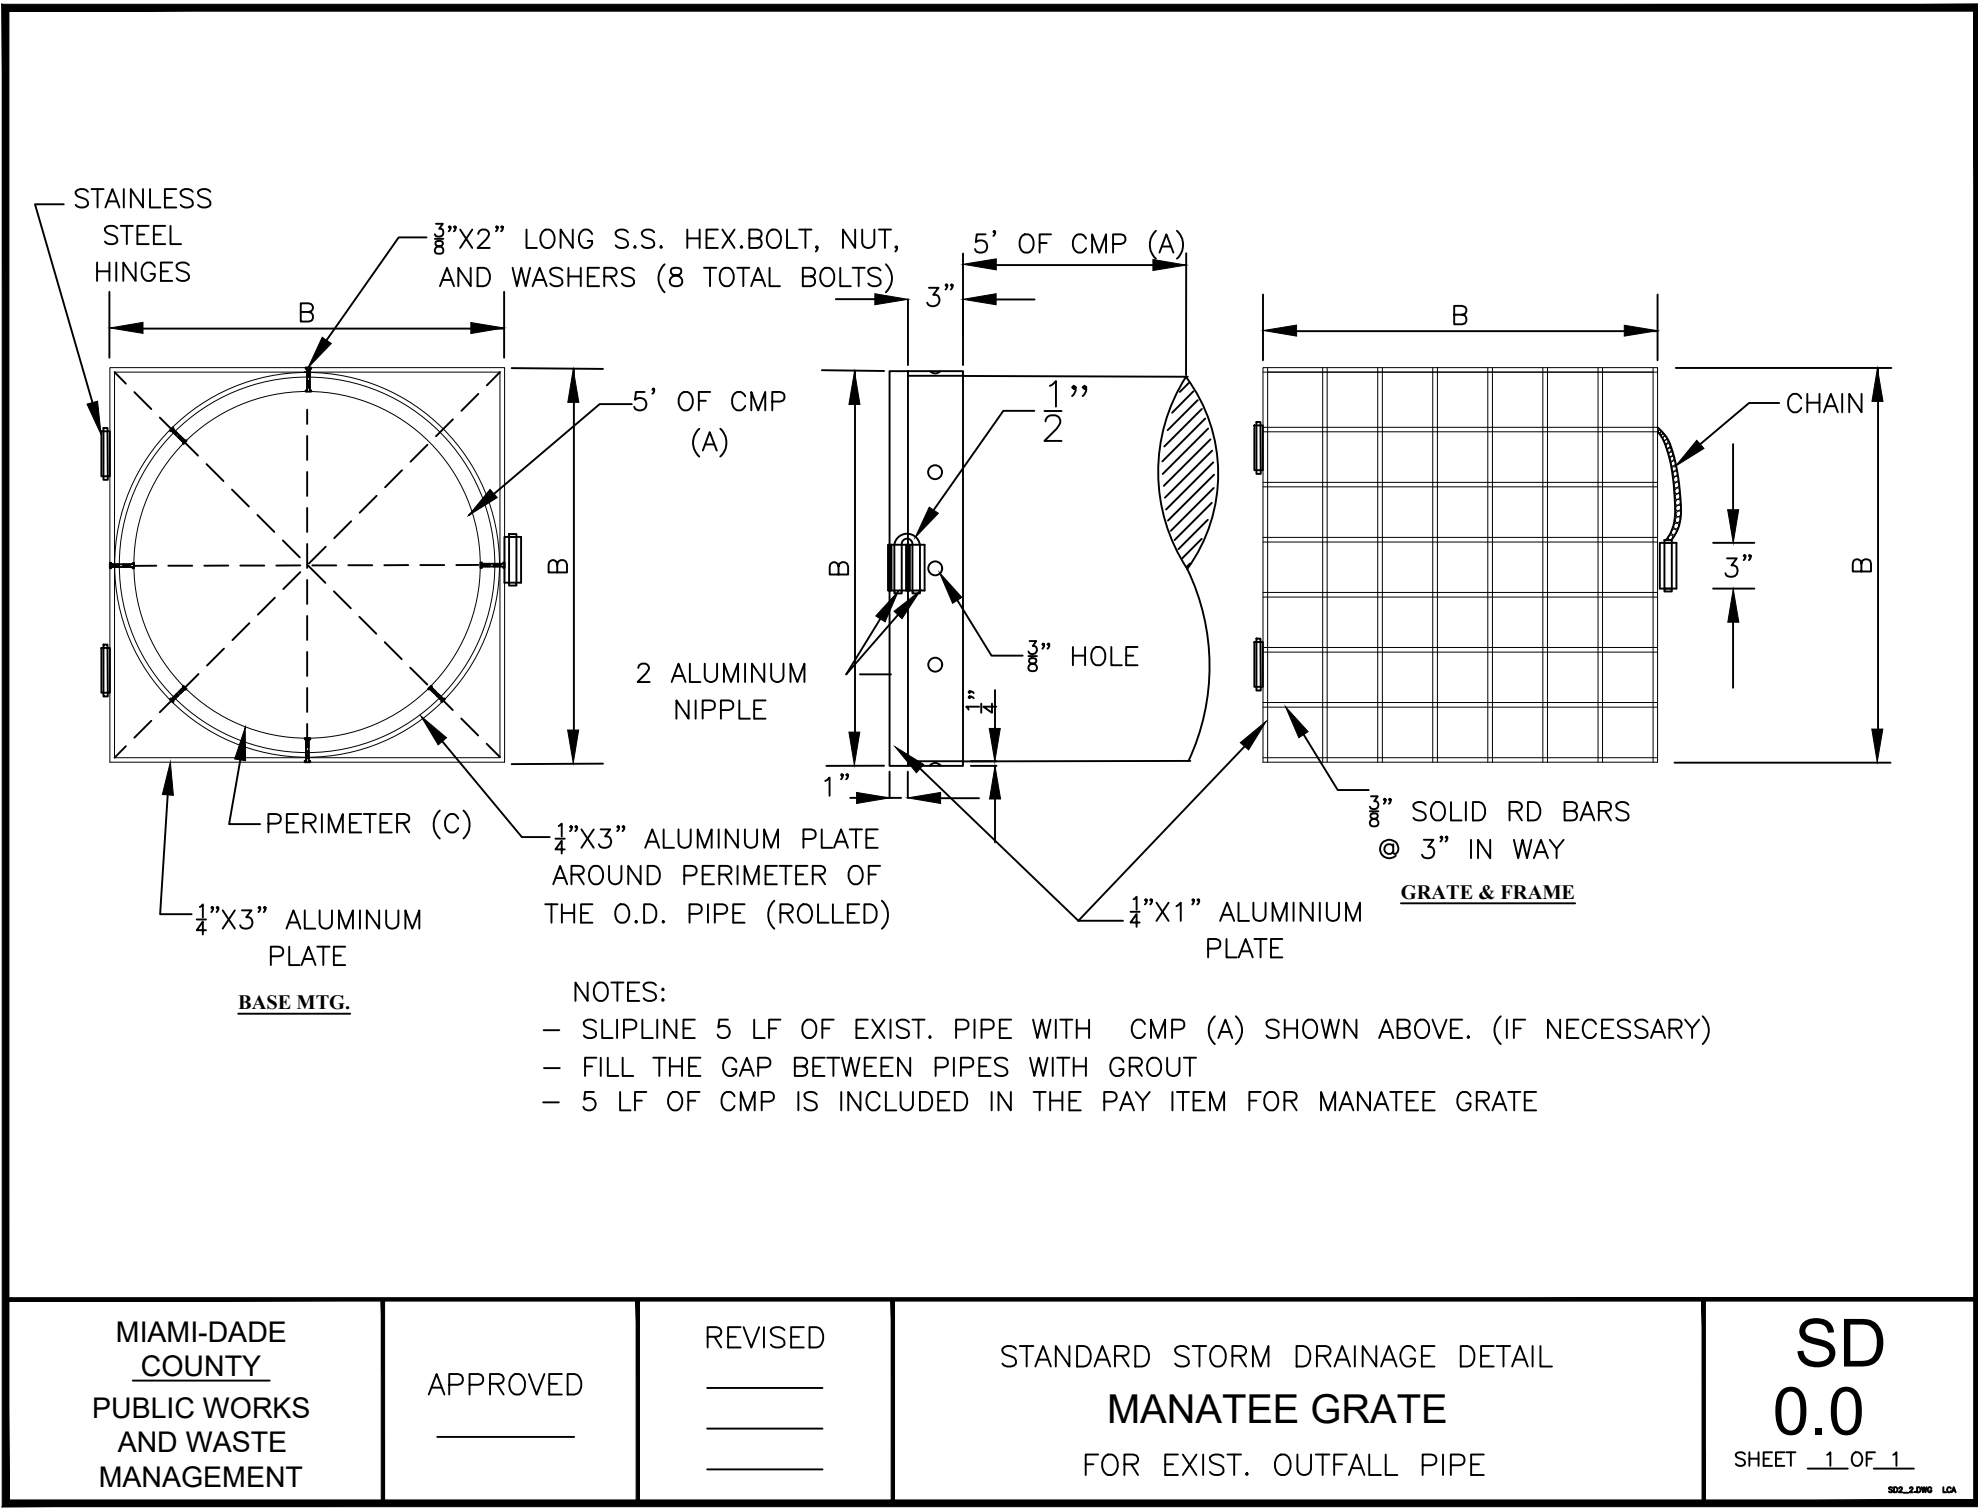 STAINLESS
STEEL
HINGES
3/8”X2” LONG S.S. HEX.BOLT, NUT,
AND WASHERS (8 TOTAL BOLTS)
B
B
5’ OF CMP
(A)
PERIMETER (C)
1/4”X3” ALUMINUM PLATE
AROUND PERIMETER OF
THE O.D. PIPE (ROLLED)
1/4”X3” ALUMINUM
PLATE
BASE MTG.
5’ OF CMP (A)
3”
1/2”
B
3/8” HOLE
2 ALUMINUM
NIPPLE
1/4”
1”
B
CHAIN
3”
B
3/8” SOLID RD BARS
@ 3” IN WAY
GRATE & FRAME
1/4”X1” ALUMINIUM
PLATE
NOTES:
– SLIPLINE 5 LF OF EXIST. PIPE WITH CMP (A) SHOWN ABOVE. (IF NECESSARY)
– FILL THE GAP BETWEEN PIPES WITH GROUT
– 5 LF OF CMP IS INCLUDED IN THE PAY ITEM FOR MANATEE GRATE
MIAMI-DADE
COUNTY
PUBLIC WORKS
AND WASTE
MANAGEMENT
APPROVED
REVISED
STANDARD STORM DRAINAGE DETAIL
MANATEE GRATE
FOR EXIST. OUTFALL PIPE
SD
0.0
SHEET 1 OF 1
SD2_2.DWG LCA